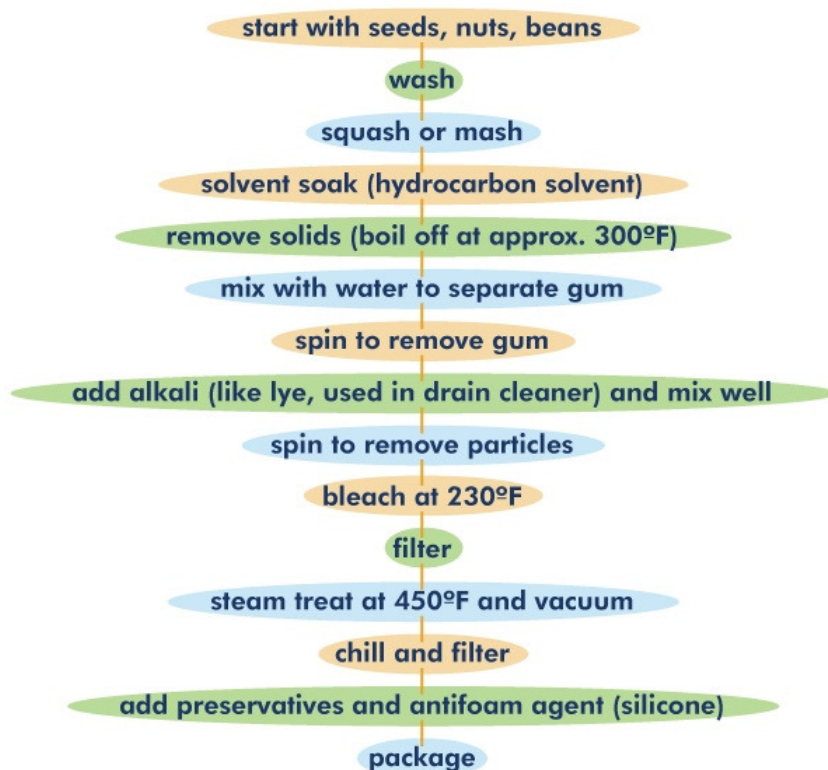 start with seeds, nuts, beans
wash
squash or mash
solvent soak (hydrocarbon solvent)
remove solids (boil off at approx. 300ºF)
mix with water to separate gum
spin to remove gum
add alkali (like lye, used in drain cleaner) and mix well
spin to remove particles
bleach at 230ºF
filter
steam treat at 450ºF and vacuum
chill and filter
add preservatives and antifoam agent (silicone)
package